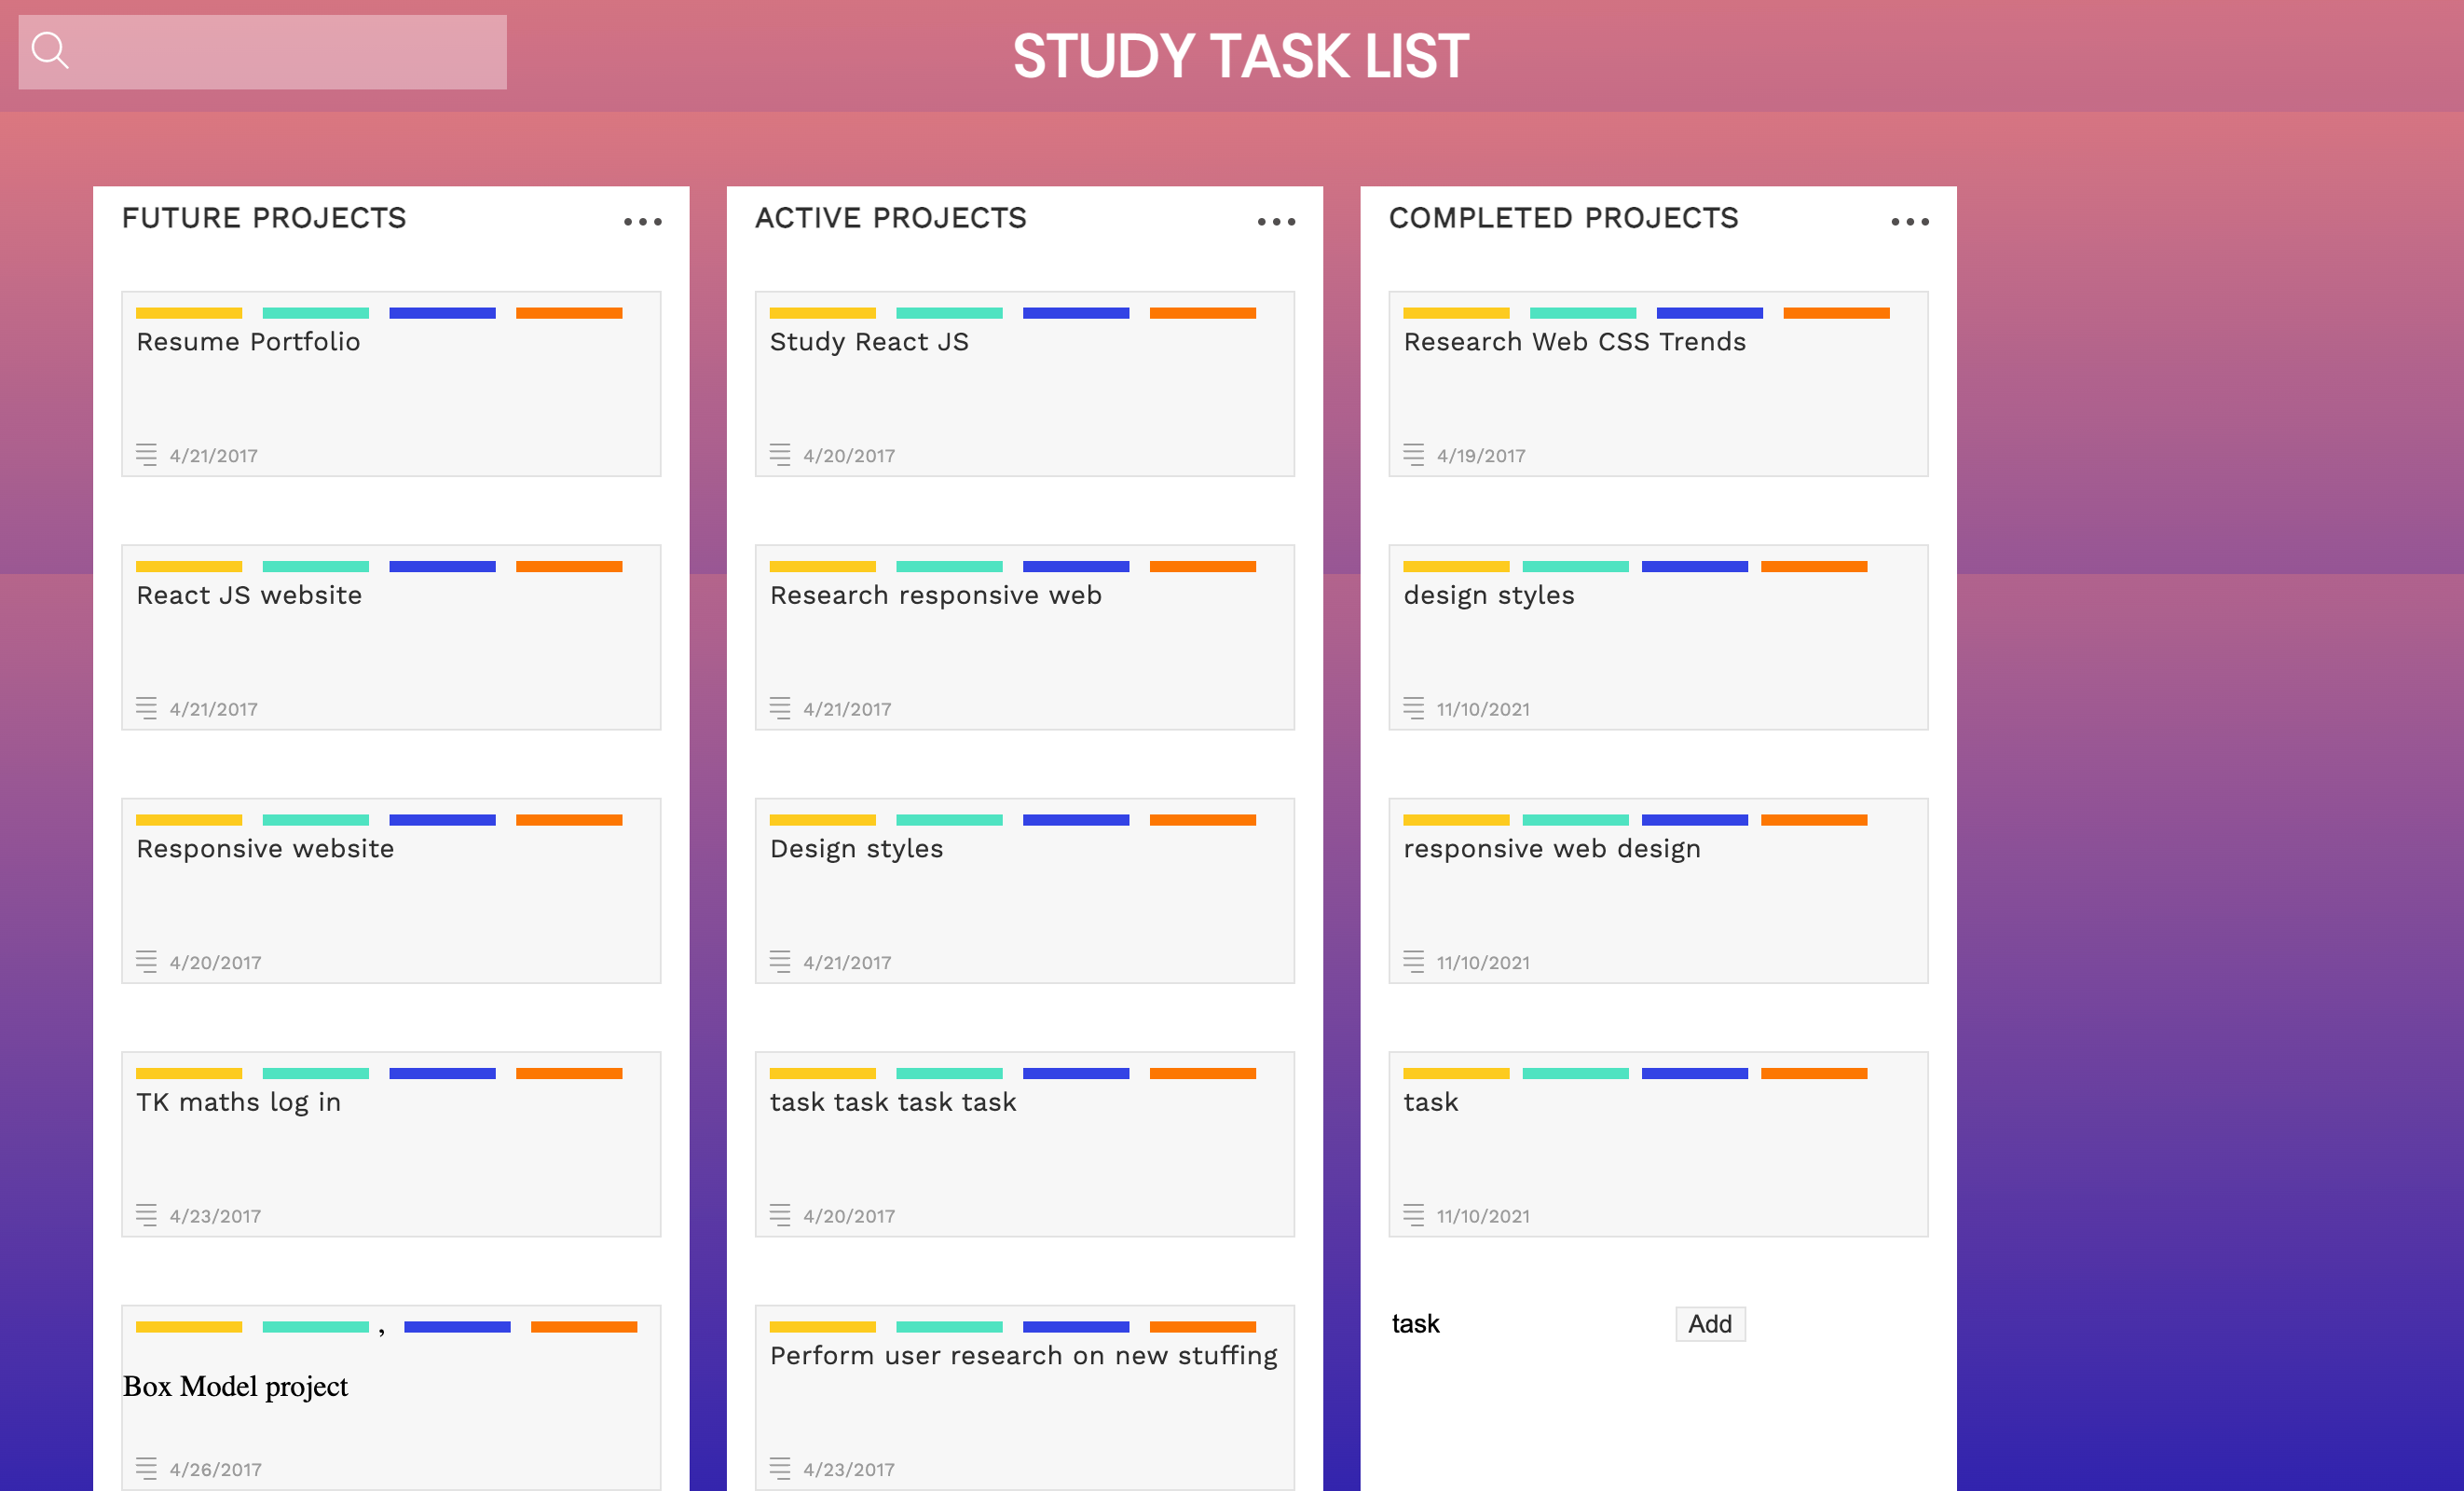 STUDY TASK LIST
FUTURE PROJECTS
Resume Portfolio
4/21/2017
React JS website
4/21/2017
Responsive website
4/20/2017
TK maths log in
4/23/2017
,
Box Model project
4/26/2017
ACTIVE PROJECTS
Study React JS
4/20/2017
Research responsive web
4/21/2017
Design styles
4/21/2017
task task task task
4/20/2017
Perform user research on new stuffing
4/23/2017
COMPLETED PROJECTS
Research Web CSS Trends
4/19/2017
design styles
11/10/2021
responsive web design
11/10/2021
task
11/10/2021
task Add